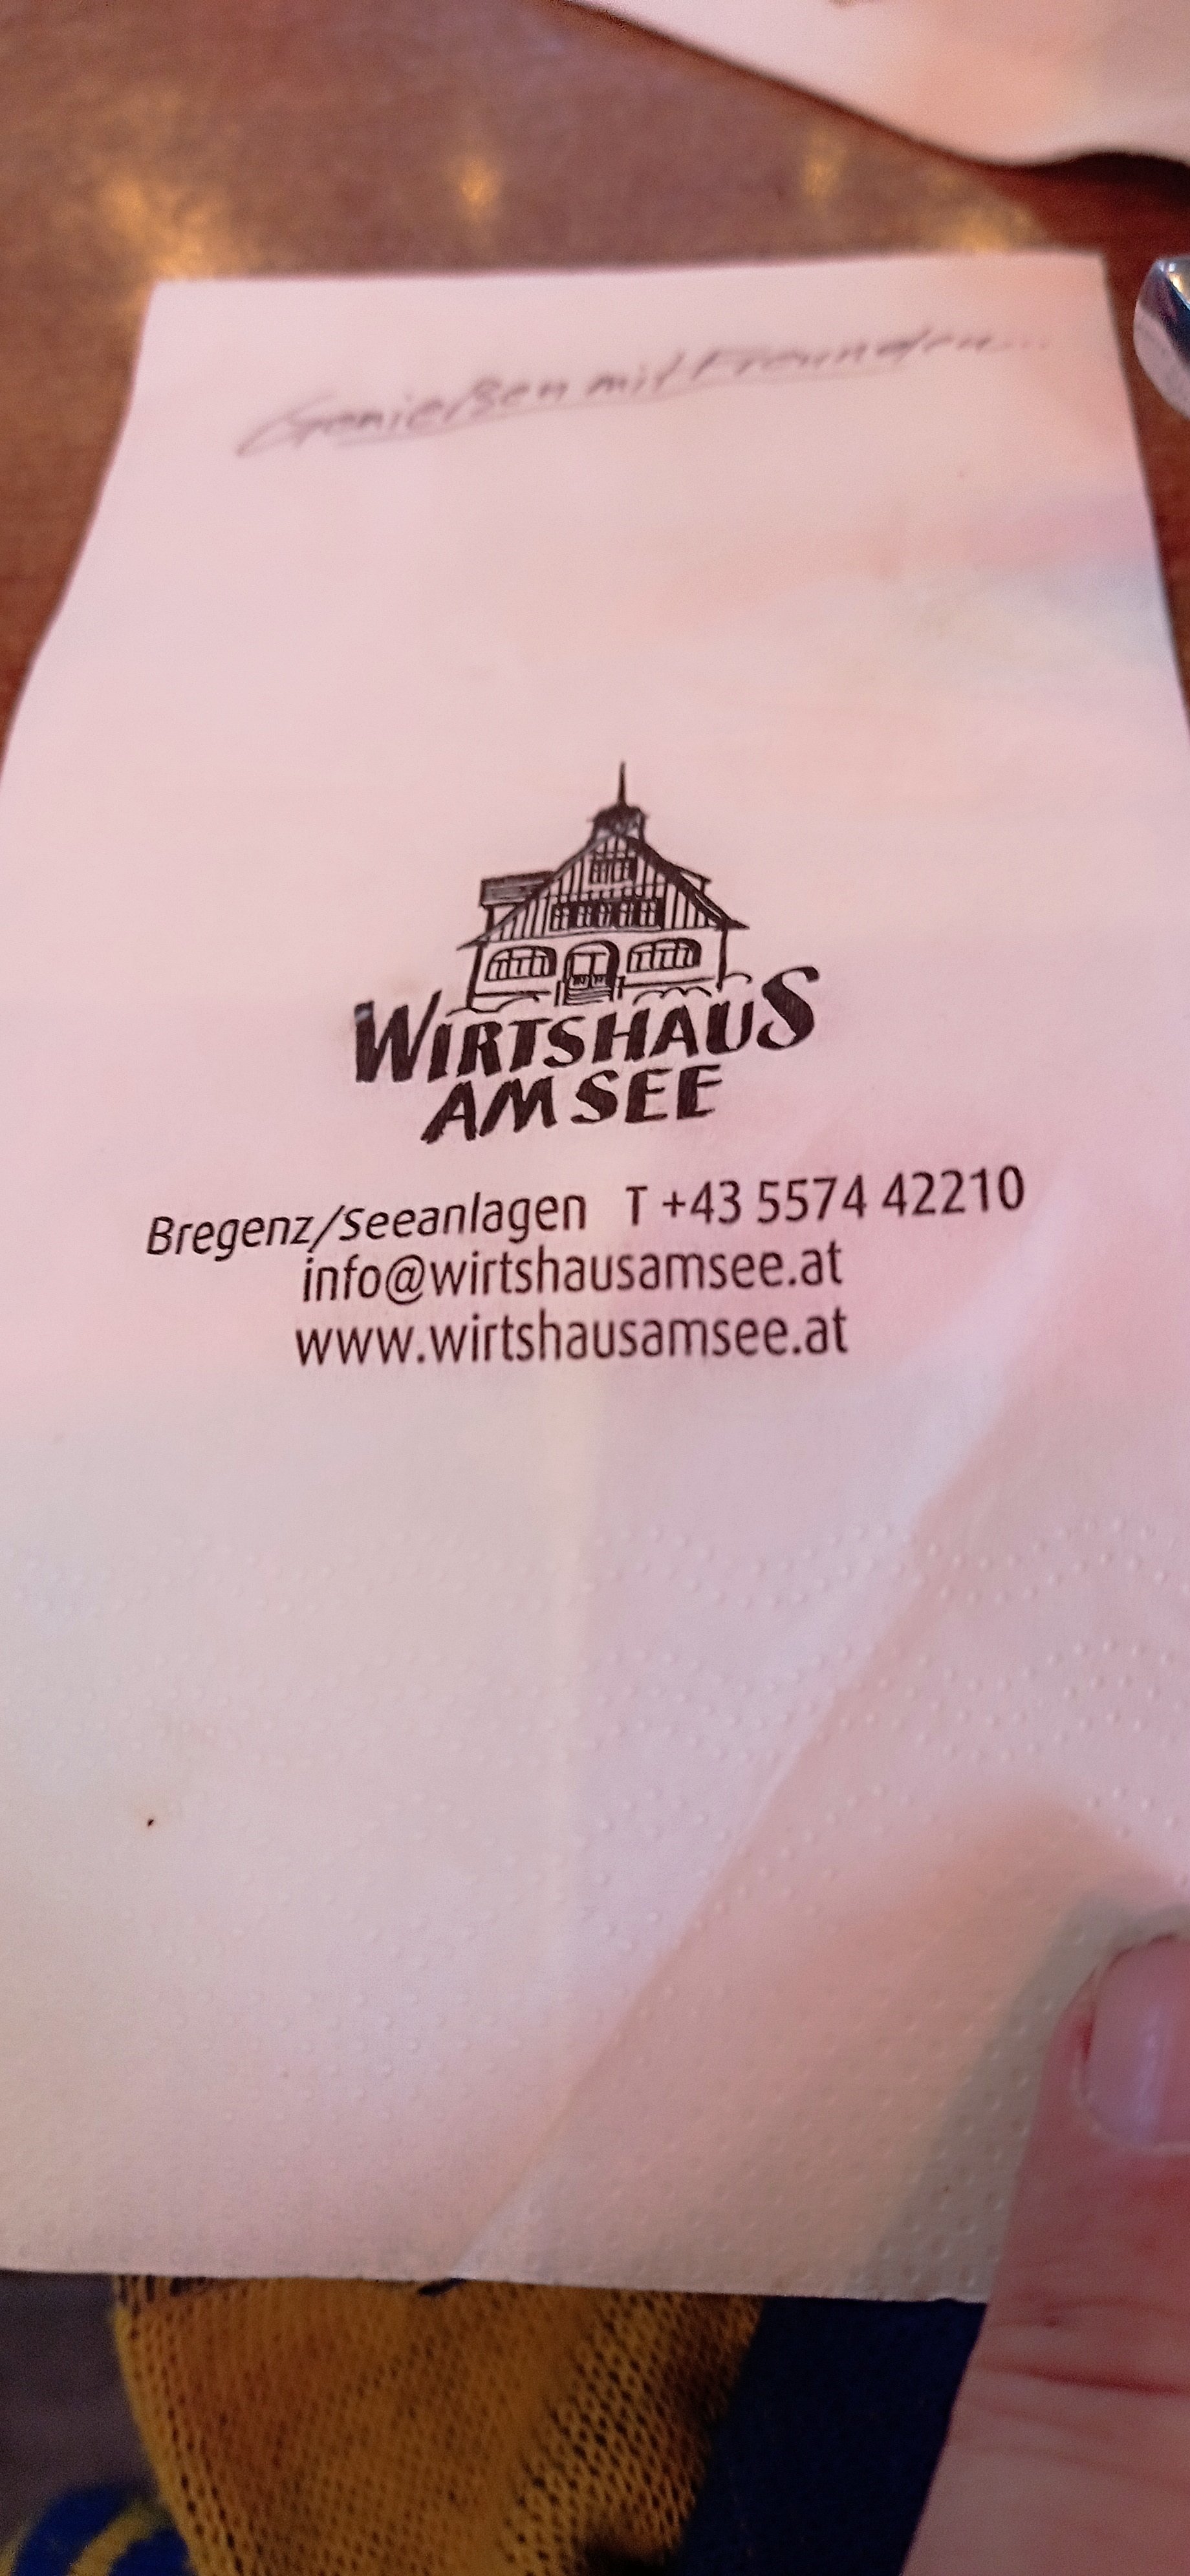 Genießen mit Freunden...
WIRTSHAUS
AM SEE
Bregenz/Seeanlagen T +43 5574 42210
info@wirtshausamsee.at
www.wirtshausamsee.at